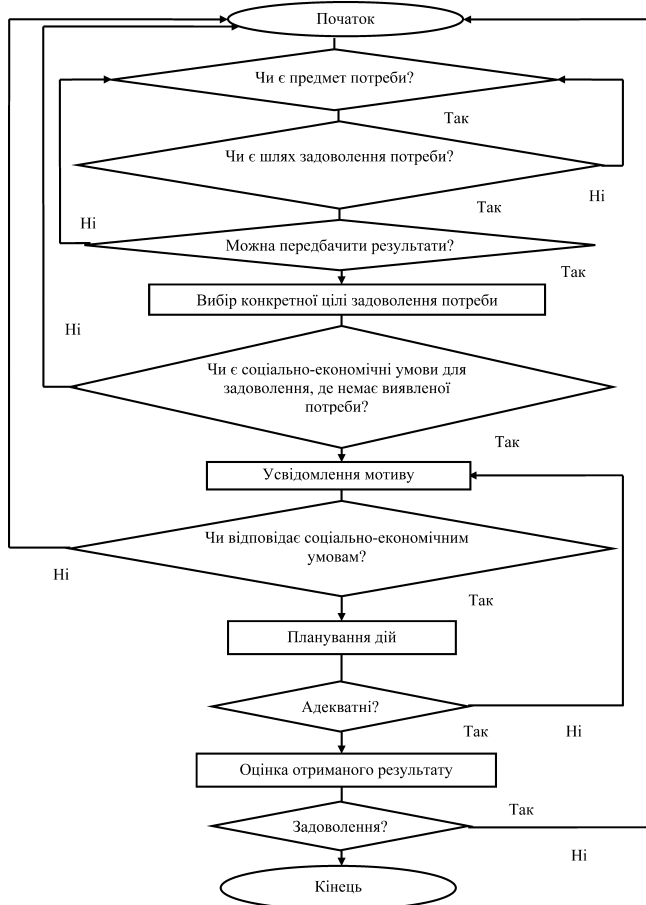 Початок
Чи є предмет потреби?
Так
Чи є шлях задоволення потреби?
Ні
Так
Ні
Можна передбачити результати?
Так
Вибір конкретної цілі задоволення потреби
Ні
Чи є соціально-економічні умови для
задоволення, де немає виявленої
потреби?
Так
Усвідомлення мотиву
Чи відповідає соціально-економічним
умовам?
Ні
Так
Планування дій
Адекватні?
Так
Ні
Оцінка отриманого результату
Так
Задоволення?
Ні
Кінець